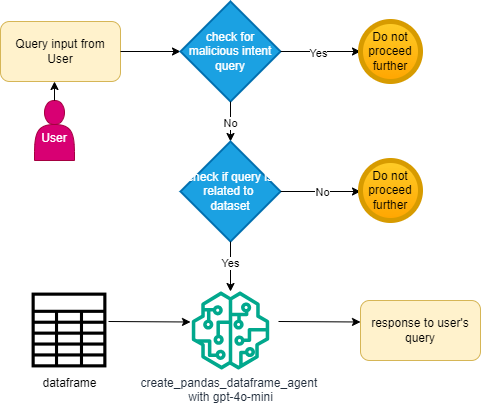 Query input from
User
check for
malicious intent
query
Yes
Do not
proceed
further
User
No
check if query is
related to
dataset
No
Do not
proceed
further
Yes
dataframe
create_pandas_dataframe_agent
with gpt-4o-mini
response to user's
query